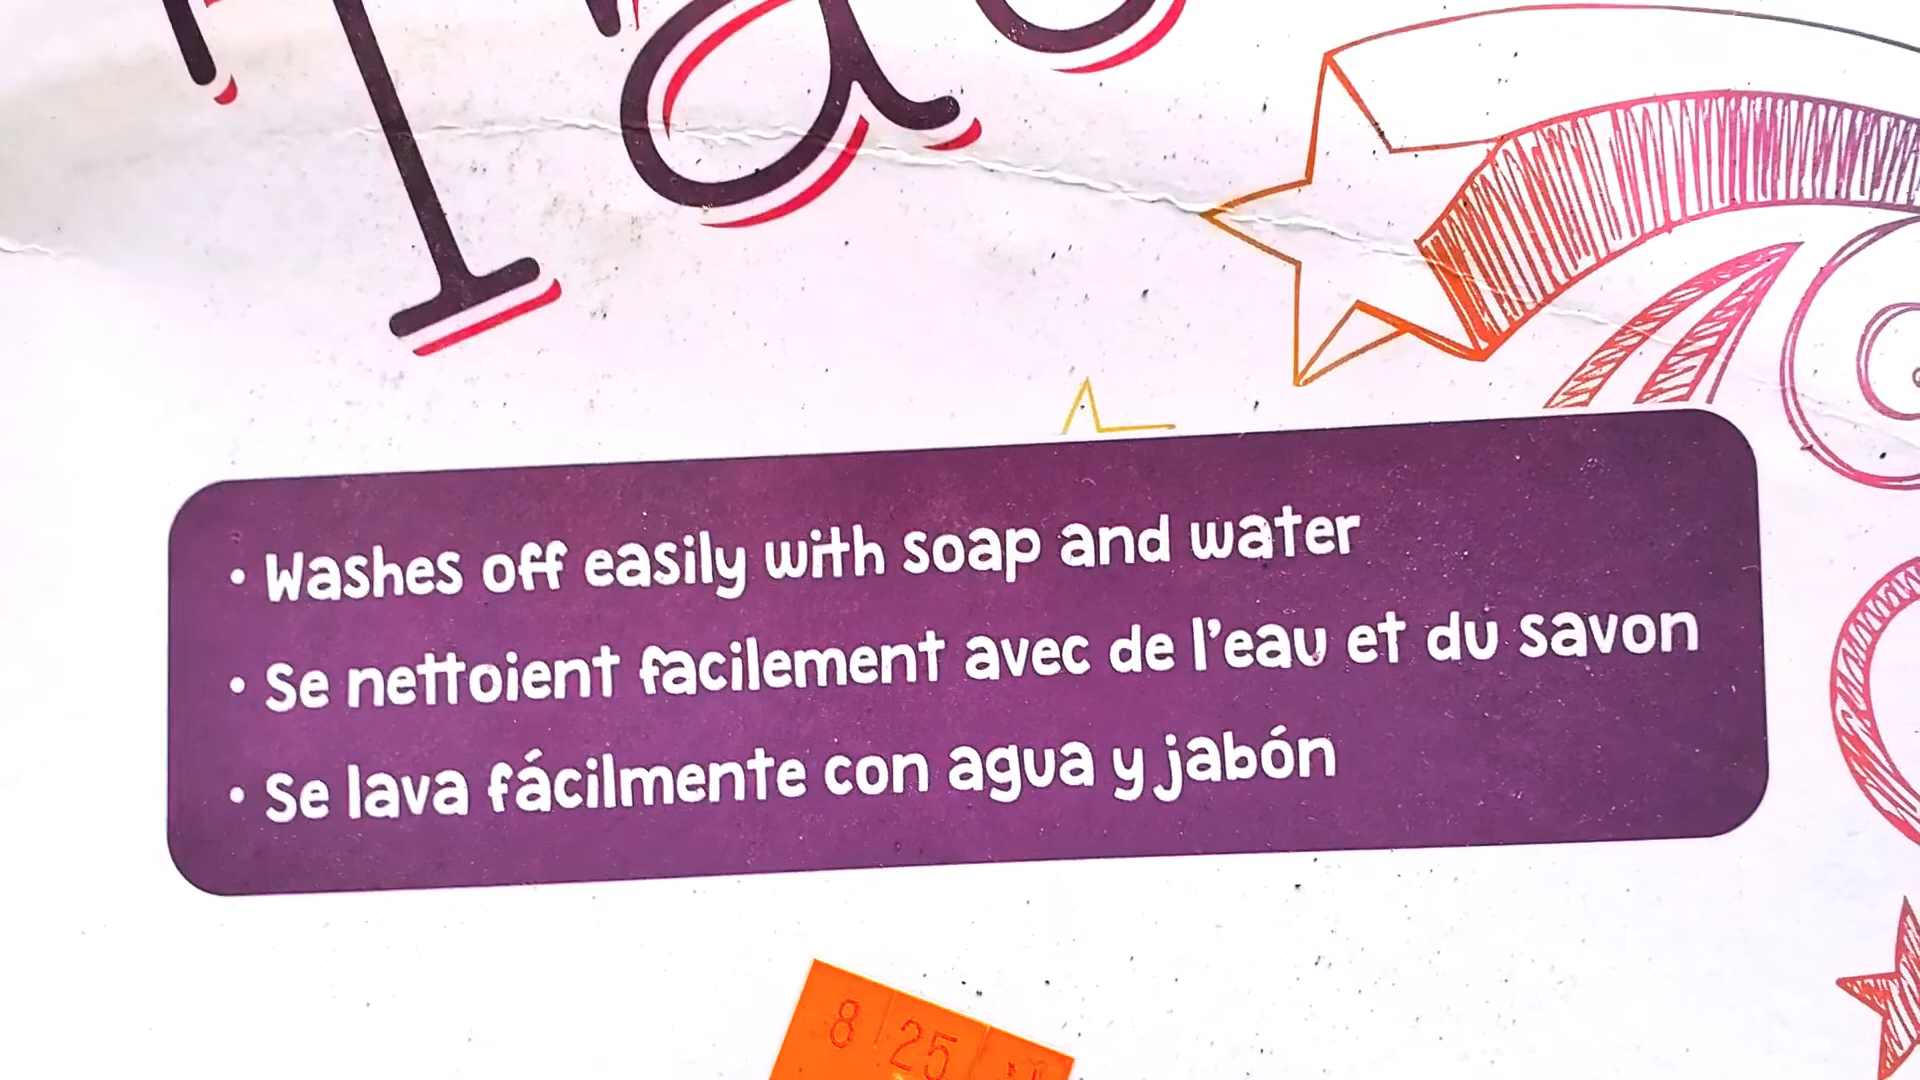 Ta
• Washes off easily with soap and water
• Se nettoient facilement avec de l'eau et du savon
• Se lava fácilmente con agua y jabón
8 25